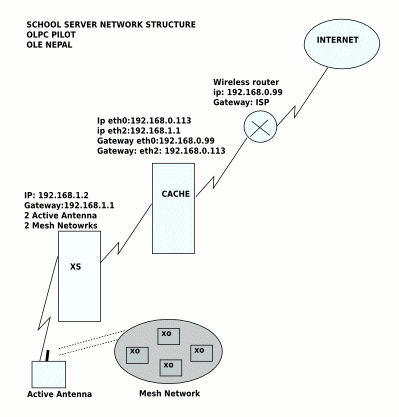 SCHOOL SERVER NETWORK STRUCTURE
OLPC PILOT
OLE NEPAL
INTERNET
Wireless router
ip: 192.168.0.99
Gateway: ISP
Ip eth0:192.168.0.113
ip eth2:192.168.1.1
Gateway eth0:192.168.0.99
Gateway: eth2: 192.168.0.113
CACHE
IP: 192.168.1.2
Gateway:192.168.1.1
2 Active Antenna
2 Mesh Netowrks
XS
XO
XO
XO
XO
Active Antenna
Mesh Network